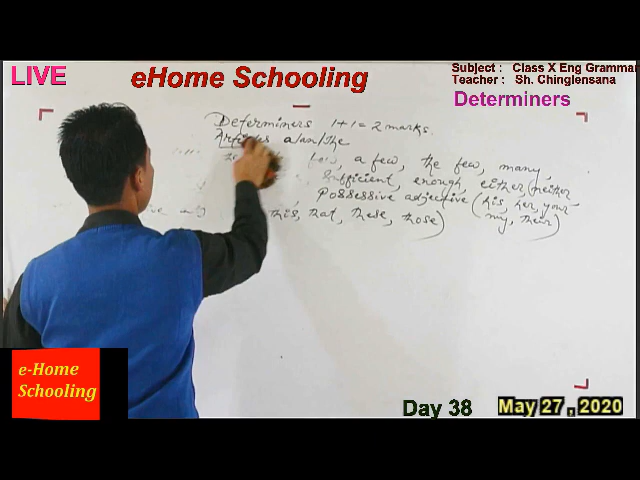 LIVE
eHome Schooling
Subject : Class X Eng Grammar
Teacher : Sh. Chinglensana
Determiners
Determiners 1+1=2 marks.
Articles a/an/the
a few, the few, many,
Sufficient, enough, either, neither
Possessive adjective (his, her, your
this, that, these, those) my, their)
e-Home
Schooling
Day 38
May 27 , 2020